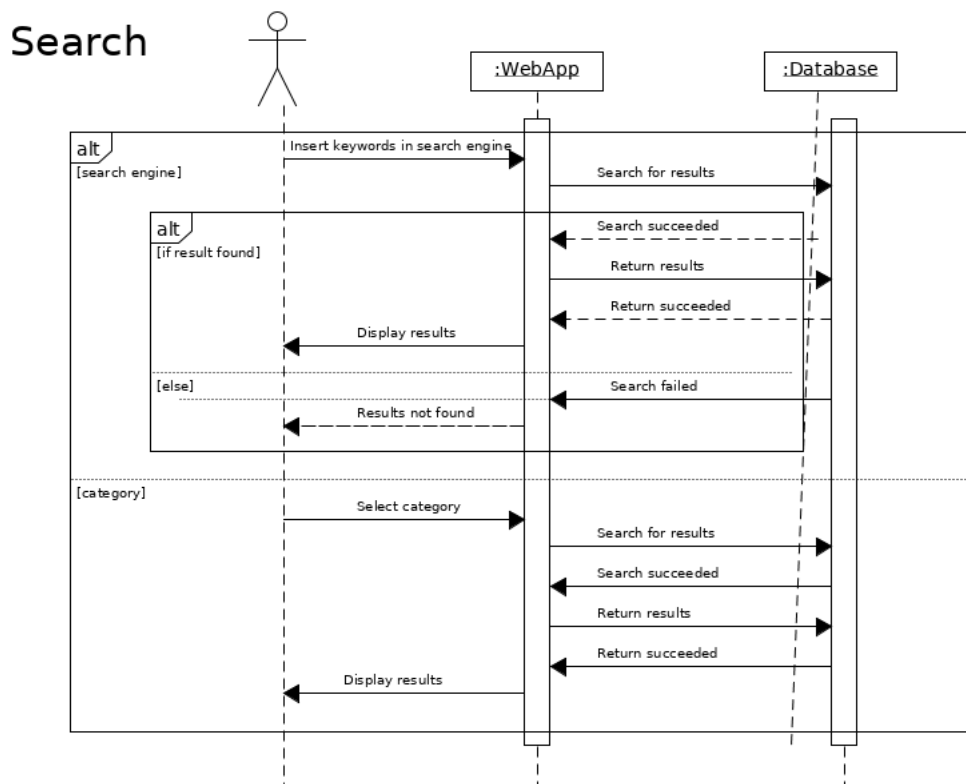 Search
:WebApp
:Database
alt
Insert keywords in search engine
[search engine]
Search for results
alt
Search succeeded
[if result found]
Return results
Return succeeded
Display results
[else]
Search failed
Results not found
[category]
Select category
Search for results
Search succeeded
Return results
Return succeeded
Display results